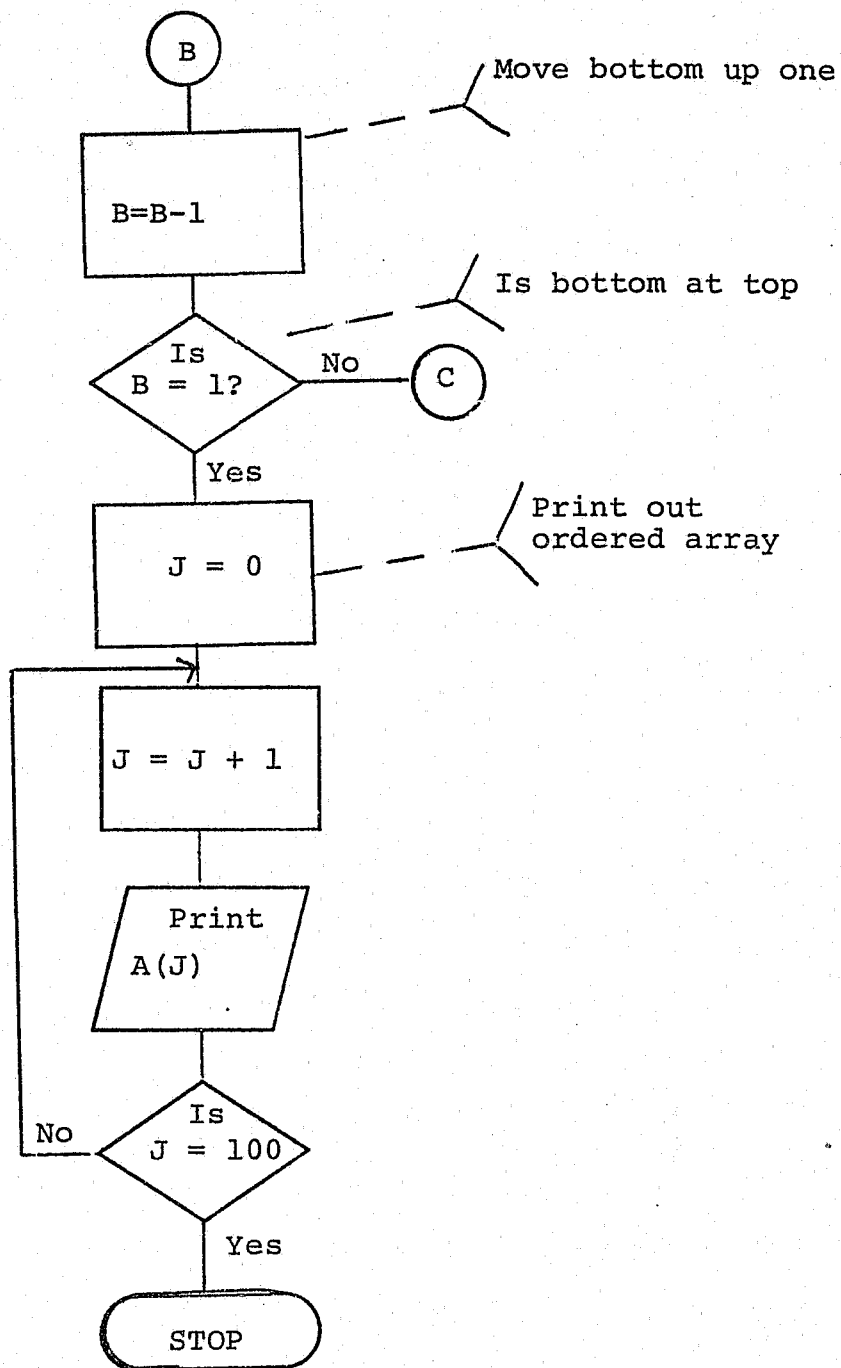 B
Move bottom up one
B=B-1
Is bottom at top
Is
B = 1?
No
C
Yes
Print out
ordered array
J = 0
J = J + 1
Print
A(J)
Is
J = 100
No
Yes
STOP